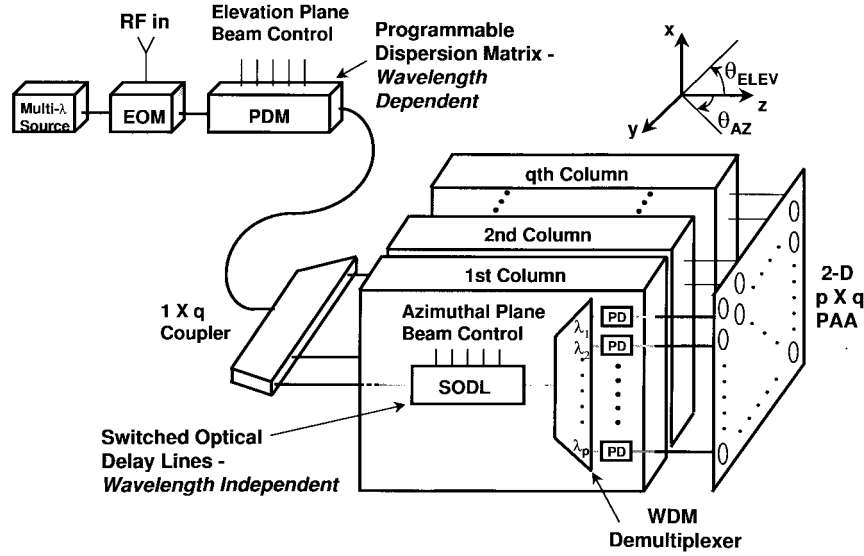 RF in
Elevation Plane
Beam Control
Programmable
Dispersion Matrix -
Wavelength
Dependent
Multi-λ
Source
EOM
PDM
x
θELEV
z
y
θAZ
qth Column
2nd Column
1st Column
1 X q
Coupler
Azimuthal Plane
Beam Control
SODL
λ1
PD
λ2
PD
λp
PD
2-D
p X q
PAA
Switched Optical
Delay Lines -
Wavelength Independent
WDM
Demultiplexer